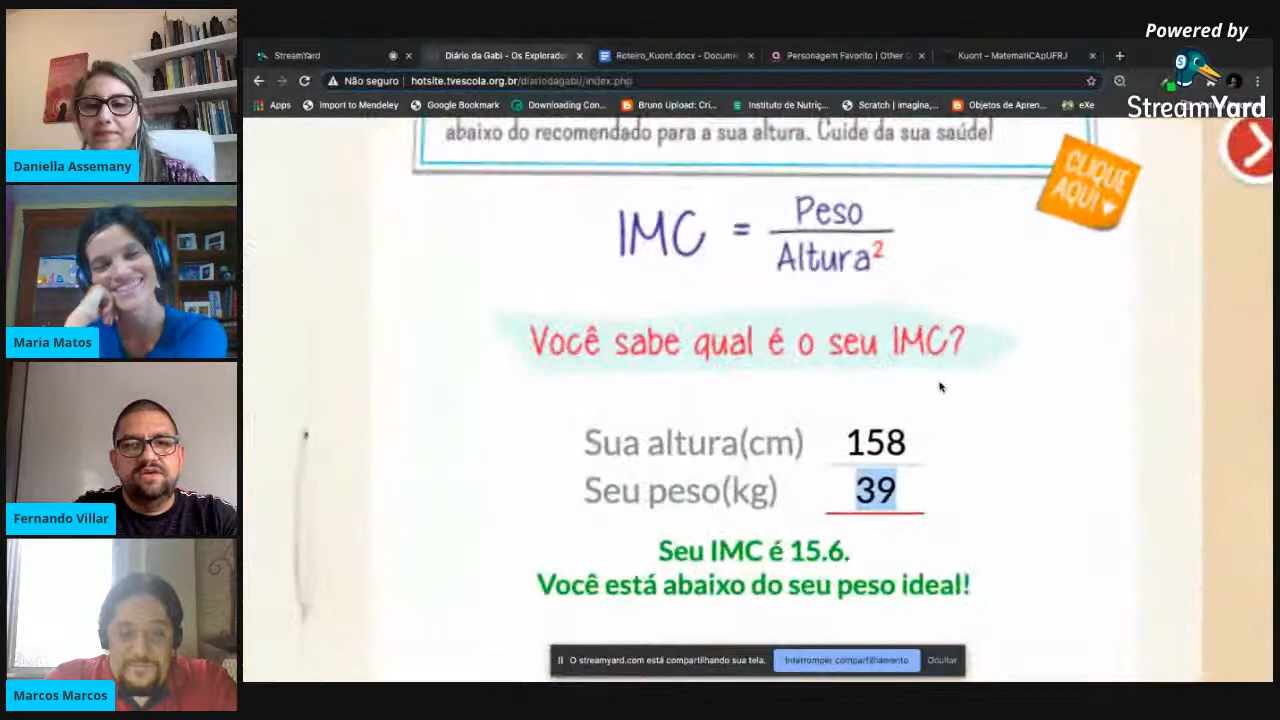 Powered by
StreamYard
StreamYard
Diário da Gabi - Os Explorado
Roteiro_Kuont.docx – Docume
Personagem Favorito | Other
Kuont – MatematiCApUFRJ
Não seguro
hotsite.tvescola.org.br/diariodagabi//index.php
Apps
Import to Mendeley
Google Bookmark
Downloading Con...
Bruno Upload: Cri...
Instituto de Nutriç...
Scratch | imagina,...
Objetos de Apren...
eXe
abaixo do recomendado para a sua altura. Cuide da sua saúde!
CLIQUE
AQUI
IMC = Peso
Altura²
Você sabe qual é o seu IMC?
Sua altura(cm) 158
Seu peso(kg) 39
Seu IMC é 15.6.
Você está abaixo do seu peso ideal!
O streamyard.com está compartilhando sua tela.
Interromper compartilhamento
Ocultar
Daniella Assemany
Maria Matos
Fernando Villar
Marcos Marcos